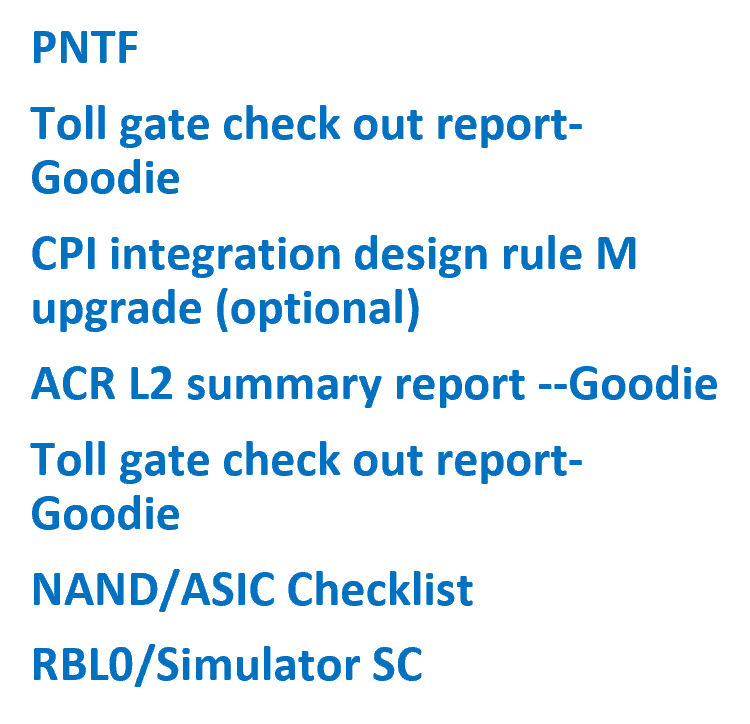 PNTF
Toll gate check out report-
Goodie
CPI integration design rule M
upgrade (optional)
ACR L2 summary report --Goodie
Toll gate check out report-
Goodie
NAND/ASIC Checklist
RBL0/Simulator SC